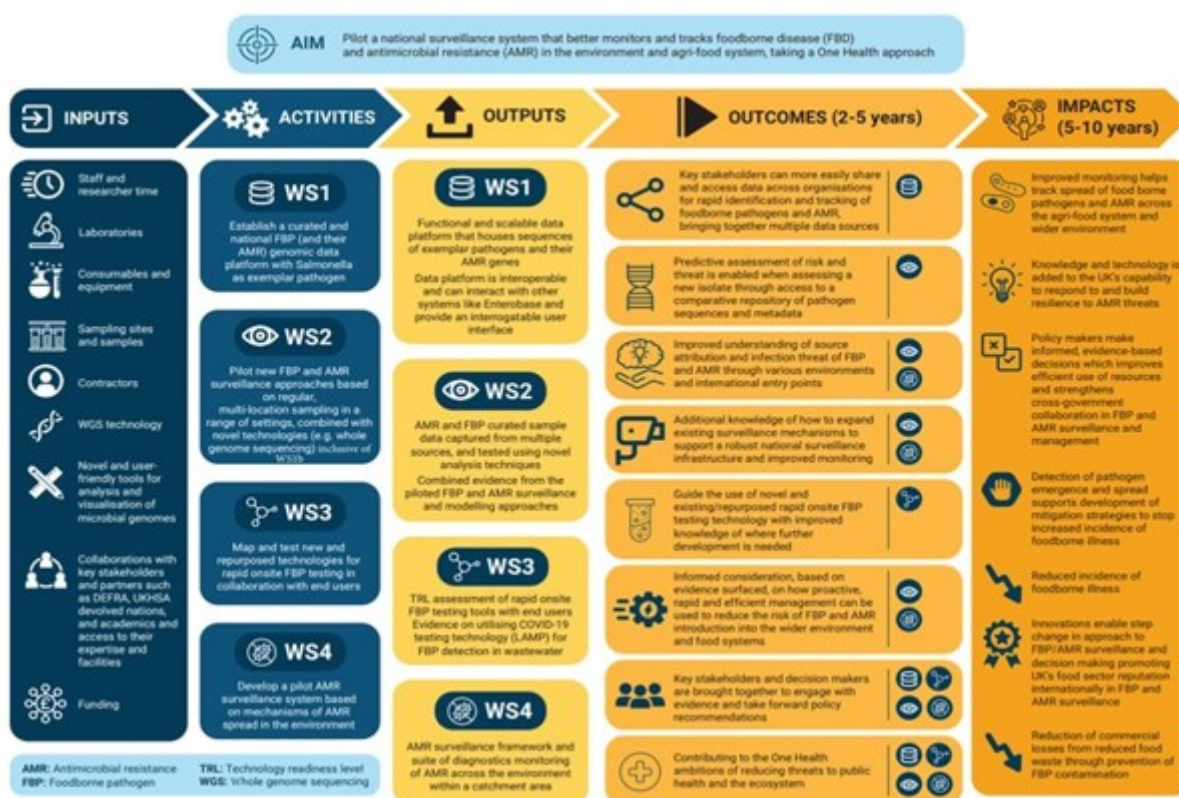 AIM
Pilot a national surveillance system that better monitors and tracks foodborne disease (FBD)
and antimicrobial resistance (AMR) in the environment and agri-food system, taking a One Health approach
INPUTS
Staff and
researcher time
Laboratories
Consumables and
equipment
Sampling sites
and samples
Contractors
WGS technology
Novel and user-
friendly tools for
analysis and
visualisation of
microbial genomes
Collaborations with
key stakeholders
and partners such
as DEFRA, UKHSA
devolved nations,
and academics and
access to their
expertise and
facilities
Funding
ACTIVITIES
WS1
Establish a curated and
national FBP (and their
AMR) genomic data
platform with Salmonella
as exemplar pathogen
WS2
Pilot new FBP and AMR
surveillance approaches based
on regular,
multi-location sampling in a
range of settings, combined with
novel technologies (e.g. whole
genome sequencing) inclusive of
WS1b
WS3
Map and test new and
repurposed technologies for
rapid onsite FBP testing in
collaboration with end users
WS4
Develop a pilot AMR
surveillance system based
on mechanisms of AMR
spread in the environment
OUTPUTS
WS1
Functional and scalable data
platform that houses sequences
of exemplar pathogens and their
AMR genes
Data platform is interoperable
and can interact with other
systems like Enterobase and
provide an interrogatable user
interface
WS2
AMR and FBP curated sample
data captured from multiple
sources, and tested using novel
analysis techniques
Combined evidence from the
piloted FBP and AMR surveillance
and modelling approaches
WS3
TRL assessment of rapid onsite
FBP testing tools with end users
Evidence on utilising COVID-19
testing technology (LAMP) for
FBP detection in wastewater
WS4
AMR surveillance framework and
suite of diagnostics monitoring
of AMR across the environment
within a catchment area
OUTCOMES (2-5 years)
Key stakeholders can more easily share
and access data across organisations
for rapid identification and tracking of
foodborne pathogens and AMR,
bringing together multiple data sources
Predictive assessment of risk and
threat is enabled when assessing a
new isolate through access to a
comparative repository of pathogen
sequences and metadata
Improved understanding of source
attribution and infection threat of FBP
and AMR through various environments
and international entry points
Additional knowledge of how to expand
existing surveillance mechanisms to
support a robust national surveillance
infrastructure and improved monitoring
Guide the use of novel and
existing/repurposed rapid onsite FBP
testing technology with improved
knowledge of where further
development is needed
Informed consideration, based on
evidence surfaced, on how proactive,
rapid and efficient management can be
used to reduce the risk of FBP and AMR
introduction into the wider environment
and food systems
Key stakeholders and decision makers
are brought together to engage with
evidence and take forward policy
recommendations
Contributing to the One Health
ambitions of reducing threats to public
health and the ecosystem
IMPACTS
(5-10 years)
Improved monitoring helps
track spread of food borne
pathogens and AMR across
the agri-food system and
wider environment
Knowledge and technology is
added to the UK's capability
to respond to and build
resilience to AMR threats
Policy makers make
informed, evidence-based
decisions which improves
efficient use of resources and
strengthens
cross-government
collaboration in FBP and
AMR surveillance and
management
Detection of pathogen
emergence and spread
supports development of
mitigation strategies to stop
increased incidence of
foodborne illness
Reduced incidence of
foodborne illness
Innovations enable step
change in approach to
FBP/AMR surveillance and
decision making promoting
UK's food sector reputation
internationally in FBP and
AMR surveillance
Reduction of commercial
losses from reduced food
waste through prevention of
FBP contamination
AMR: Antimicrobial resistance
FBP: Foodborne pathogen
TRL: Technology readiness level
WGS: Whole genome sequencing